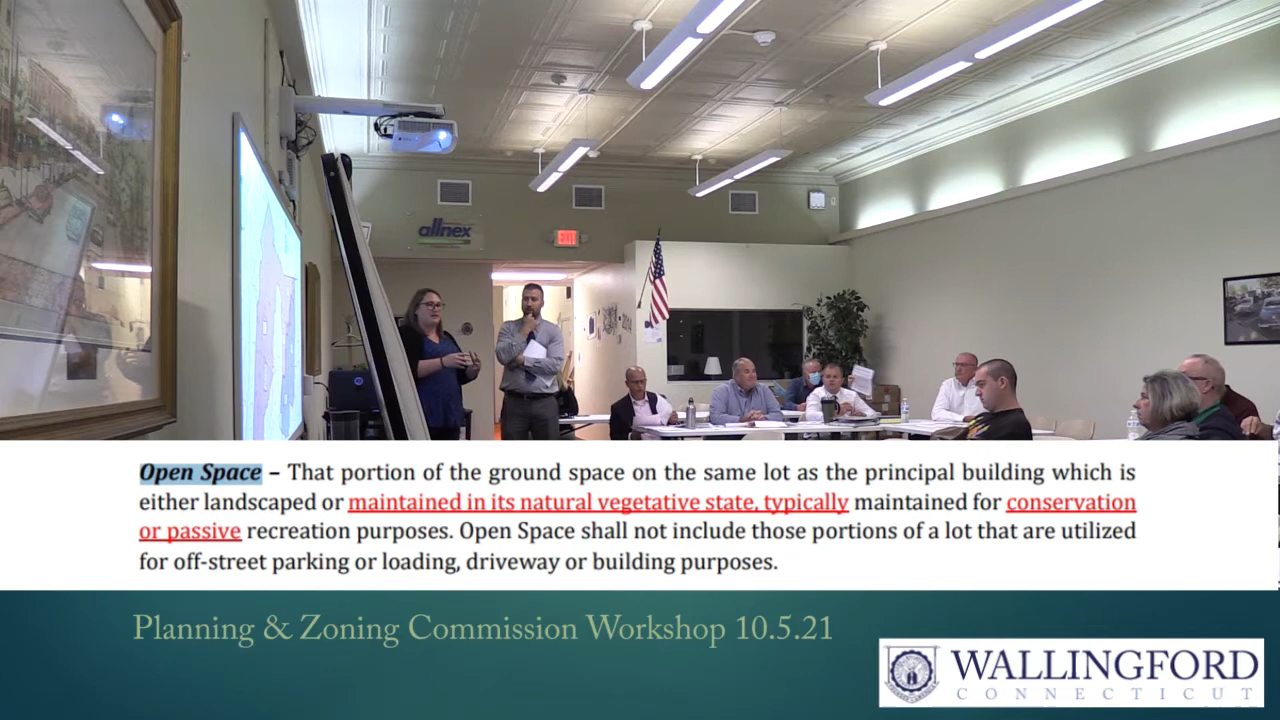 allnex
EXIT
Open Space – That portion of the ground space on the same lot as the principal building which is
either landscaped or maintained in its natural vegetative state, typically maintained for conservation
or passive recreation purposes. Open Space shall not include those portions of a lot that are utilized
for off-street parking or loading, driveway or building purposes.
Planning & Zoning Commission Workshop 10.5.21
WALLINGFORD
CONNECTICUT